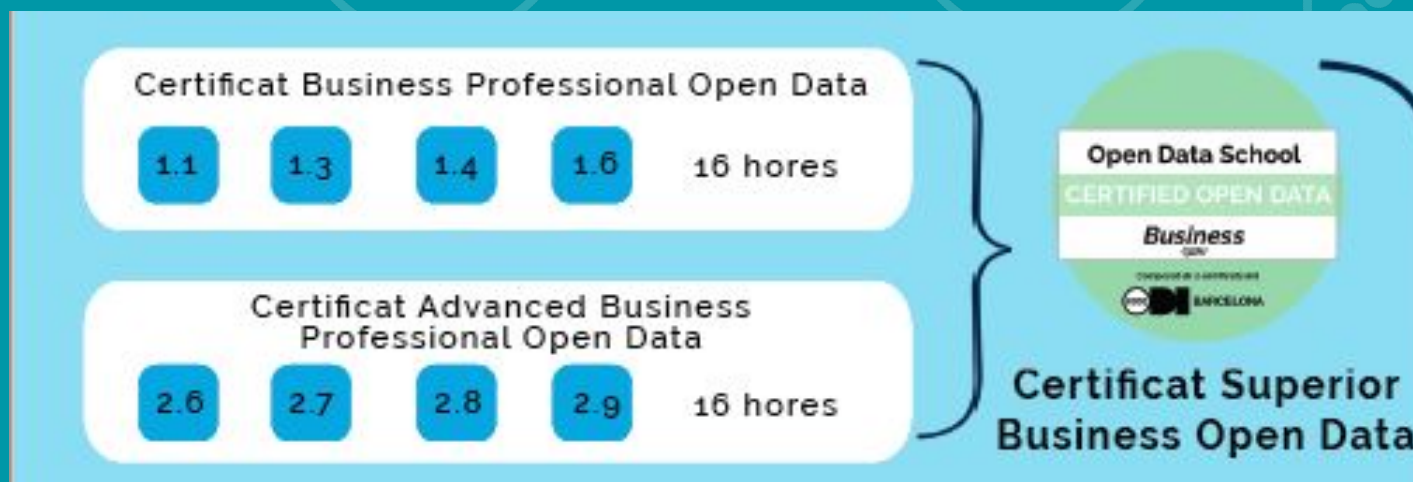 Certificat Business Professional Open Data
1.1 1.3 1.4 1.6 16 hores
Certificat Advanced Business
Professional Open Data
2.6 2.7 2.8 2.9 16 hores
Open Data School
CERTIFIED OPEN DATA
Business
BARCELONA
Certificat Superior
Business Open Data